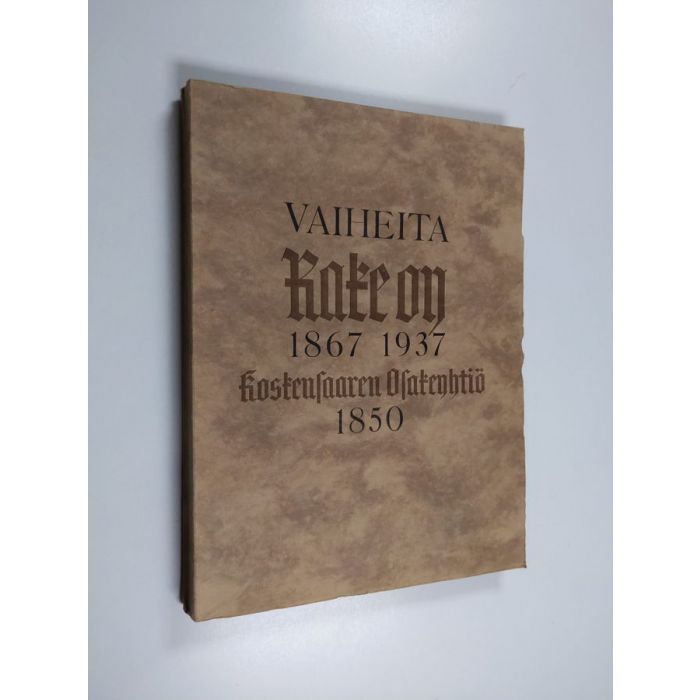 VAIHEITA
Rake oy
1867 1937
Koskensaaren Osakeyhtiö
1850